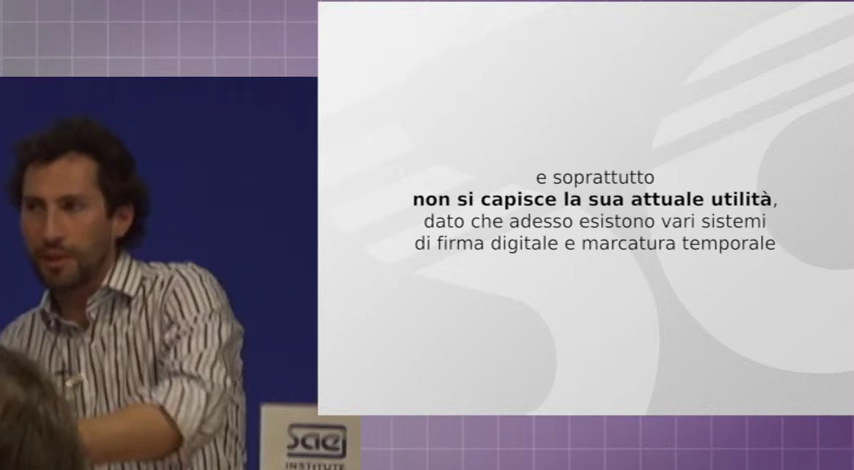 e soprattutto
non si capisce la sua attuale utilità,
dato che adesso esistono vari sistemi
di firma digitale e marcatura temporale
sae
INSTITUTE